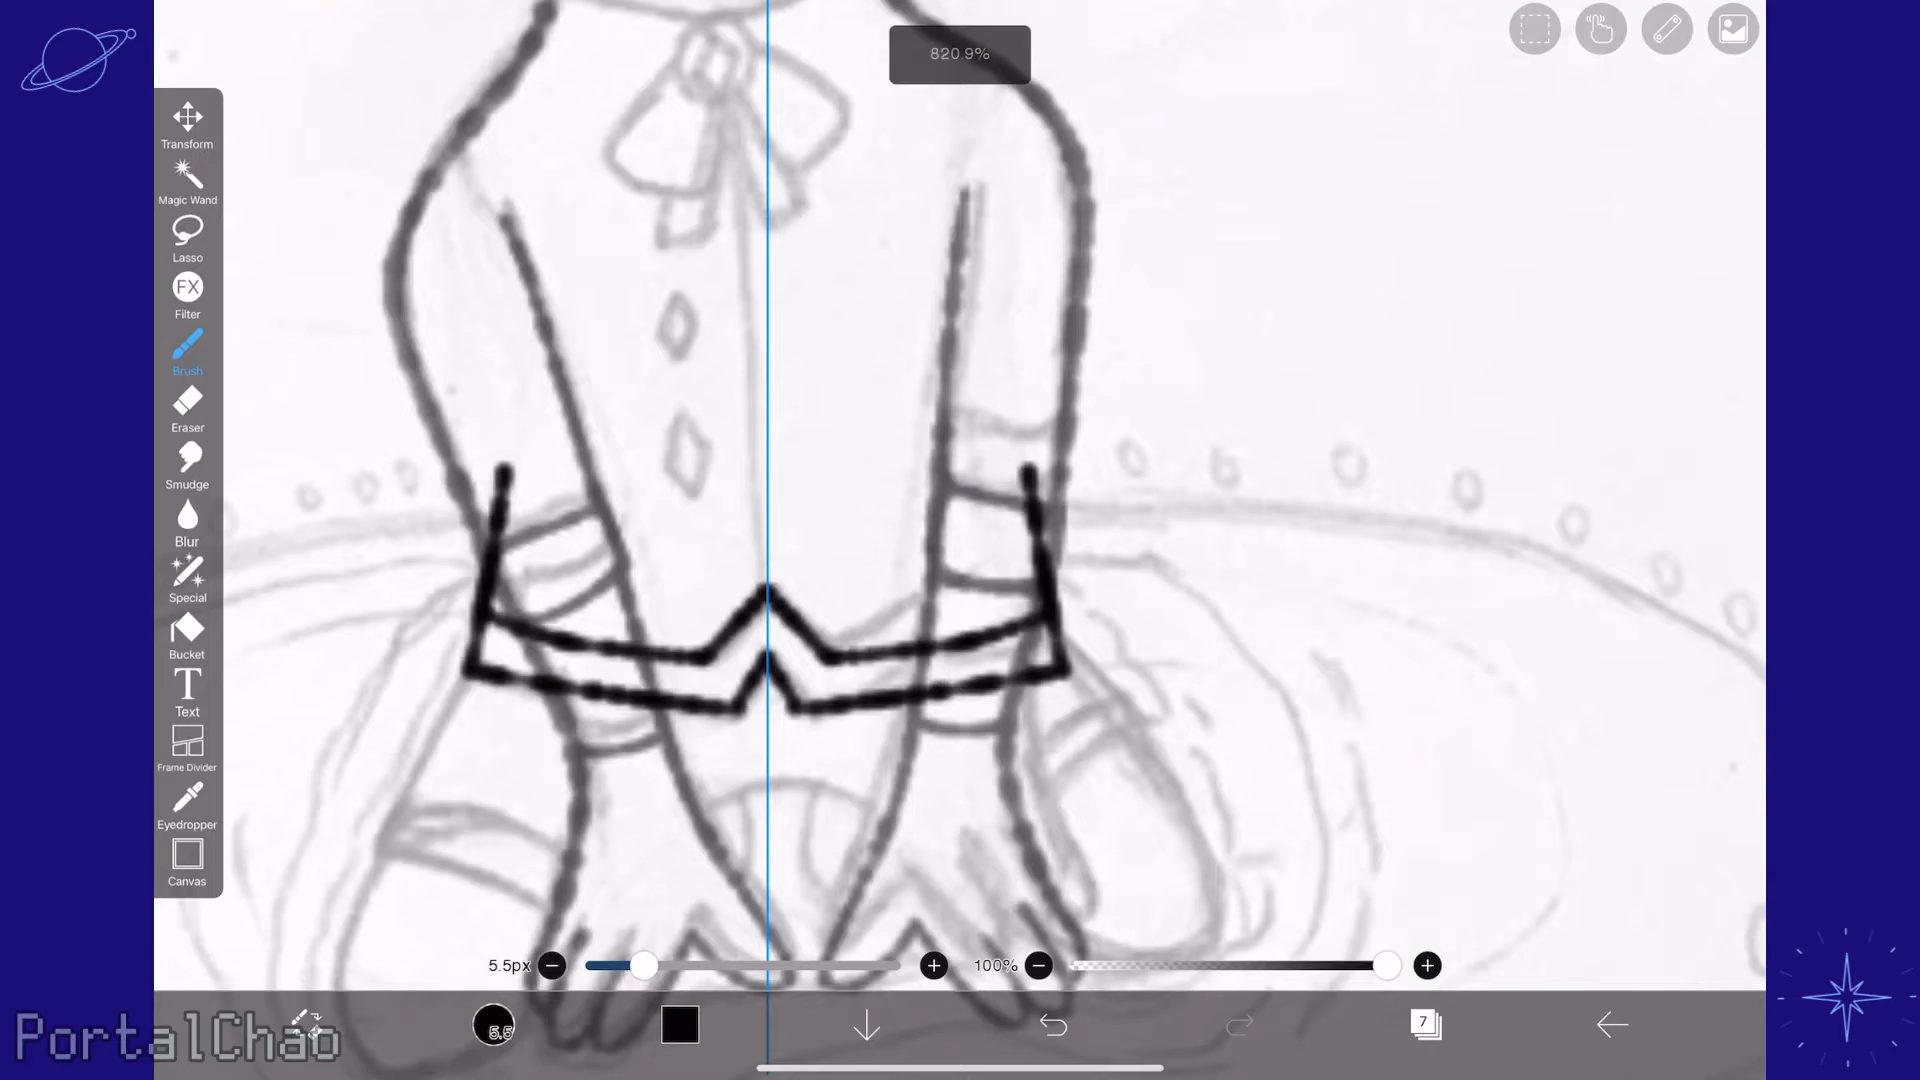 820.9%
Transform
Magic Wand
Lasso
FX
Filter
Brush
Eraser
Smudge
Blur
Special
Bucket
T
Text
Frame Divider
Eyedropper
Canvas
5.5px
100%
5.5
7
PortalChao